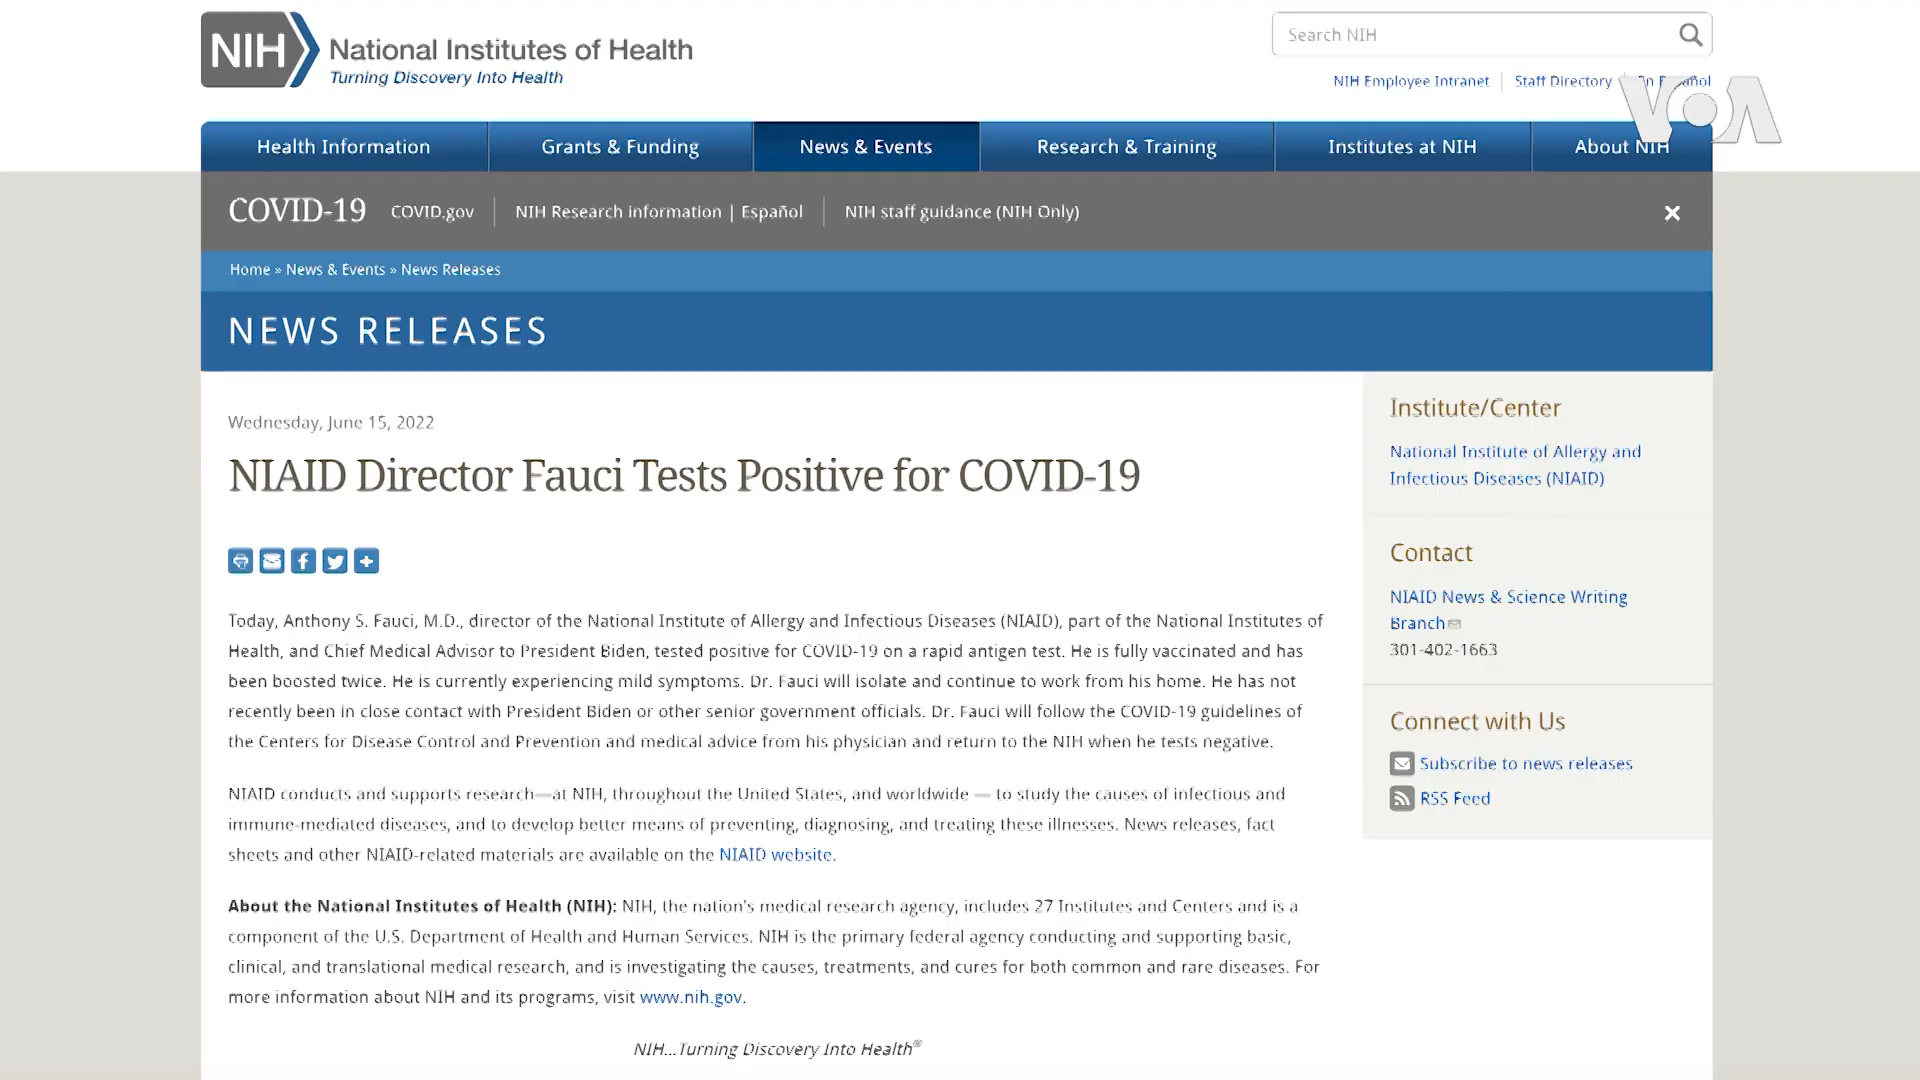 NIH National Institutes of Health
Turning Discovery Into Health
Search NIH
NIH Employee Intranet Staff Directory En Español
VOA
Health Information Grants & Funding News & Events Research & Training Institutes at NIH About NIH
COVID-19 COVID.gov NIH Research information | Español NIH staff guidance (NIH Only)
Home » News & Events » News Releases
NEWS RELEASES
Wednesday, June 15, 2022
NIAID Director Fauci Tests Positive for COVID-19
Today, Anthony S. Fauci, M.D., director of the National Institute of Allergy and Infectious Diseases (NIAID), part of the National Institutes of
Health, and Chief Medical Advisor to President Biden, tested positive for COVID-19 on a rapid antigen test. He is fully vaccinated and has
been boosted twice. He is currently experiencing mild symptoms. Dr. Fauci will isolate and continue to work from his home. He has not
recently been in close contact with President Biden or other senior government officials. Dr. Fauci will follow the COVID-19 guidelines of
the Centers for Disease Control and Prevention and medical advice from his physician and return to the NIH when he tests negative.
NIAID conducts and supports research—at NIH, throughout the United States, and worldwide — to study the causes of infectious and
immune-mediated diseases, and to develop better means of preventing, diagnosing, and treating these illnesses. News releases, fact
sheets and other NIAID-related materials are available on the NIAID website.
About the National Institutes of Health (NIH): NIH, the nation's medical research agency, includes 27 Institutes and Centers and is a
component of the U.S. Department of Health and Human Services. NIH is the primary federal agency conducting and supporting basic,
clinical, and translational medical research, and is investigating the causes, treatments, and cures for both common and rare diseases. For
more information about NIH and its programs, visit www.nih.gov.
NIH…Turning Discovery Into Health®
Institute/Center
National Institute of Allergy and
Infectious Diseases (NIAID)
Contact
NIAID News & Science Writing
Branch
301-402-1663
Connect with Us
Subscribe to news releases
RSS Feed